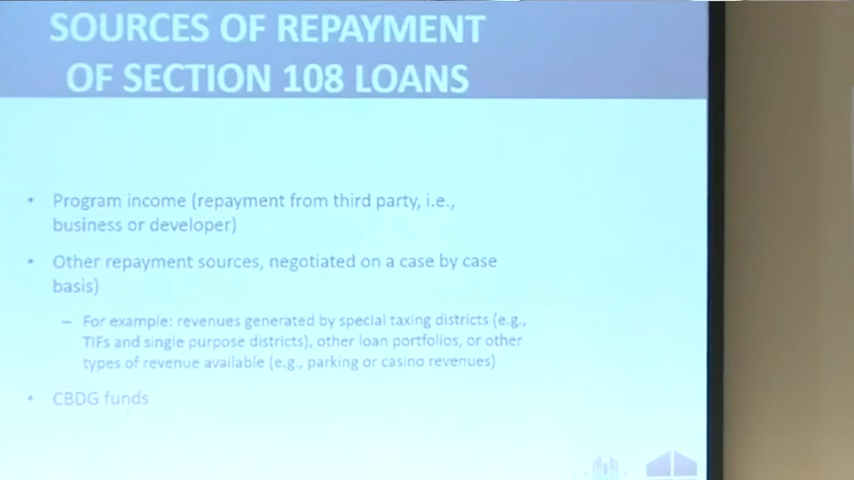 SOURCES OF REPAYMENT
OF SECTION 108 LOANS
• Program income (repayment from third party, i.e.,
business or developer)
• Other repayment sources, negotiated on a case by case
basis)
– For example: revenues generated by special taxing districts (e.g.,
TIFs and single purpose districts), other loan portfolios, or other
types of revenue available (e.g., parking or casino revenues)
• CBDG funds